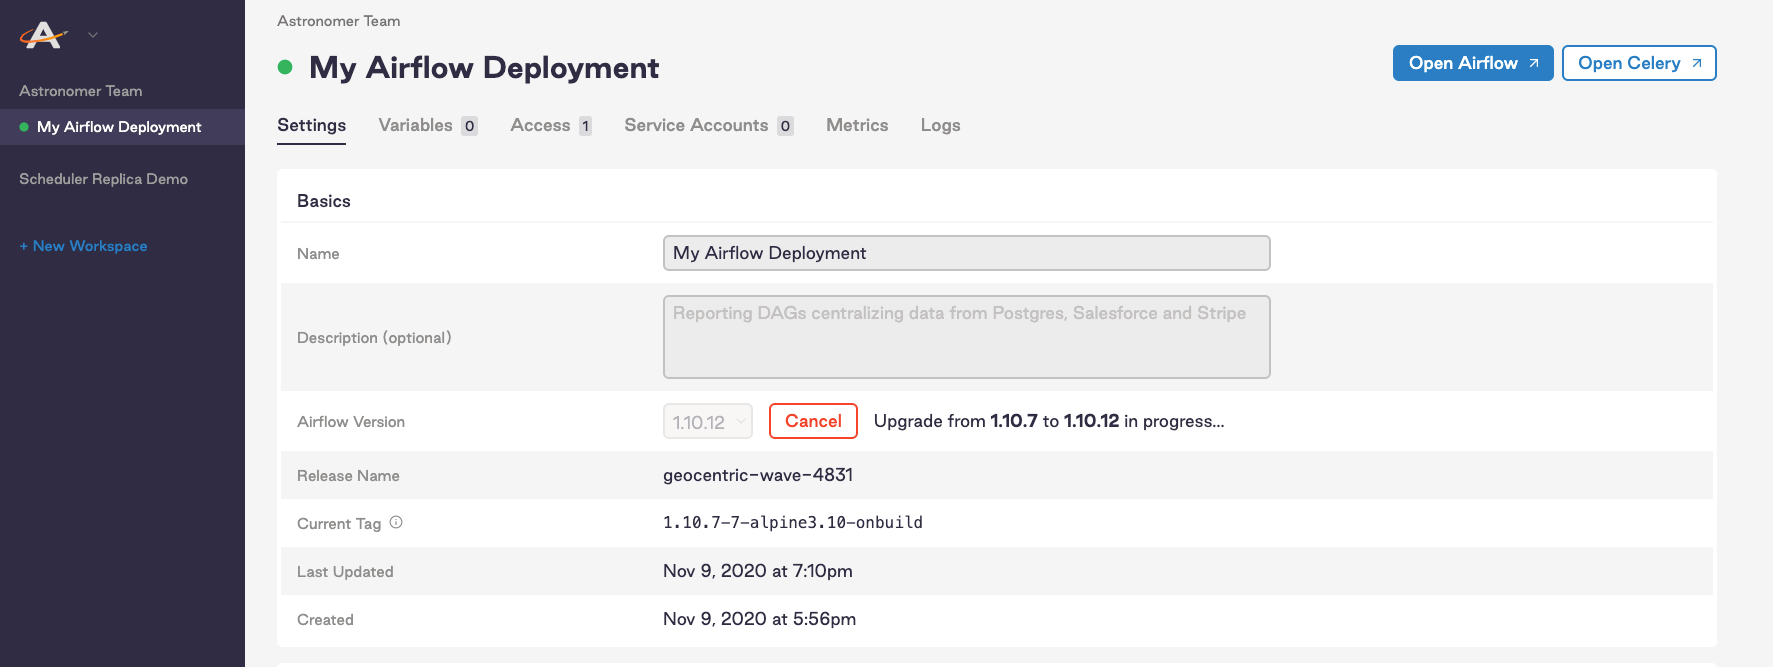 Astronomer Team
My Airflow Deployment
Scheduler Replica Demo
+ New Workspace
Astronomer Team
My Airflow Deployment
Open Airflow
Open Celery
Settings Variables 0 Access 1 Service Accounts 0 Metrics Logs
Basics
Name My Airflow Deployment
Description (optional) Reporting DAGs centralizing data from Postgres, Salesforce and Stripe
Airflow Version 1.10.12 Cancel Upgrade from 1.10.7 to 1.10.12 in progress...
Release Name geocentric-wave-4831
Current Tag 1.10.7-7-alpine3.10-onbuild
Last Updated Nov 9, 2020 at 7:10pm
Created Nov 9, 2020 at 5:56pm